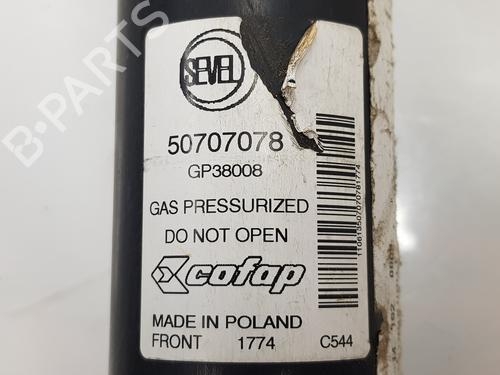 B-PARTS
SEVEL
50707078
GP38008
GAS PRESSURIZED
DO NOT OPEN
cofap
MADE IN POLAND
FRONT 1774 C544